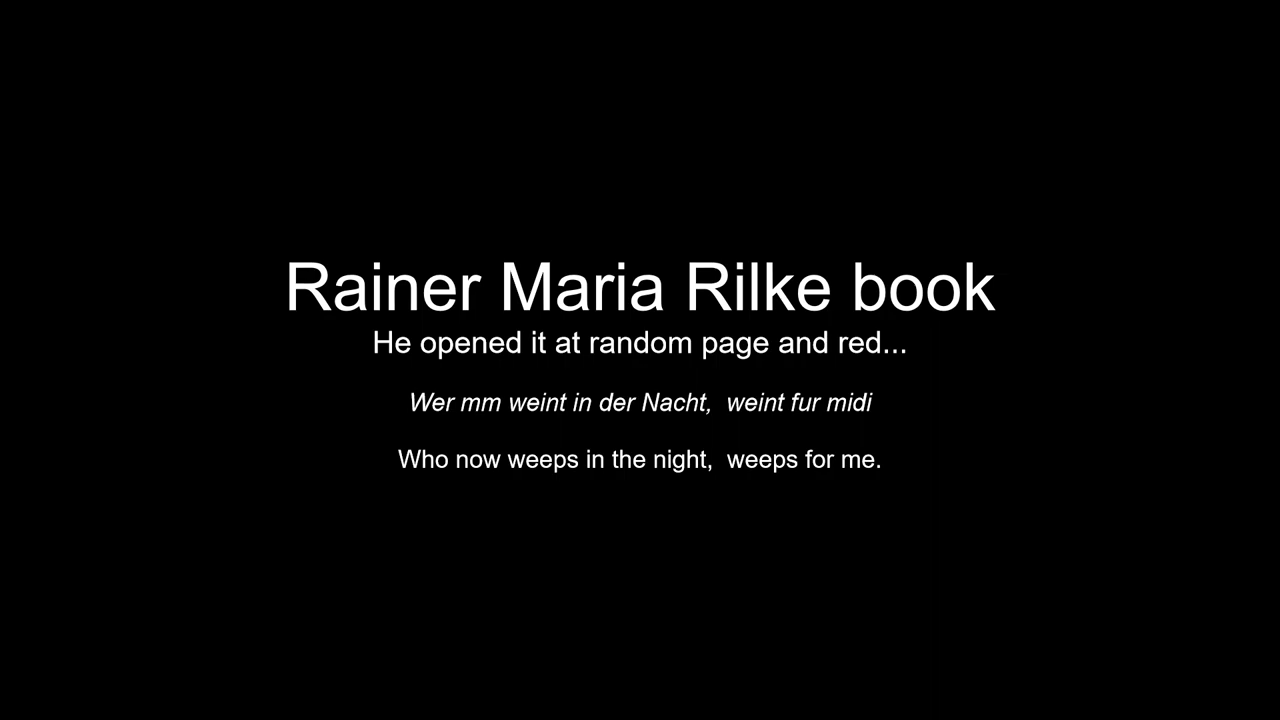 Rainer Maria Rilke book
He opened it at random page and red...
Wer mm weint in der Nacht,  weint fur midi
Who now weeps in the night,  weeps for me.